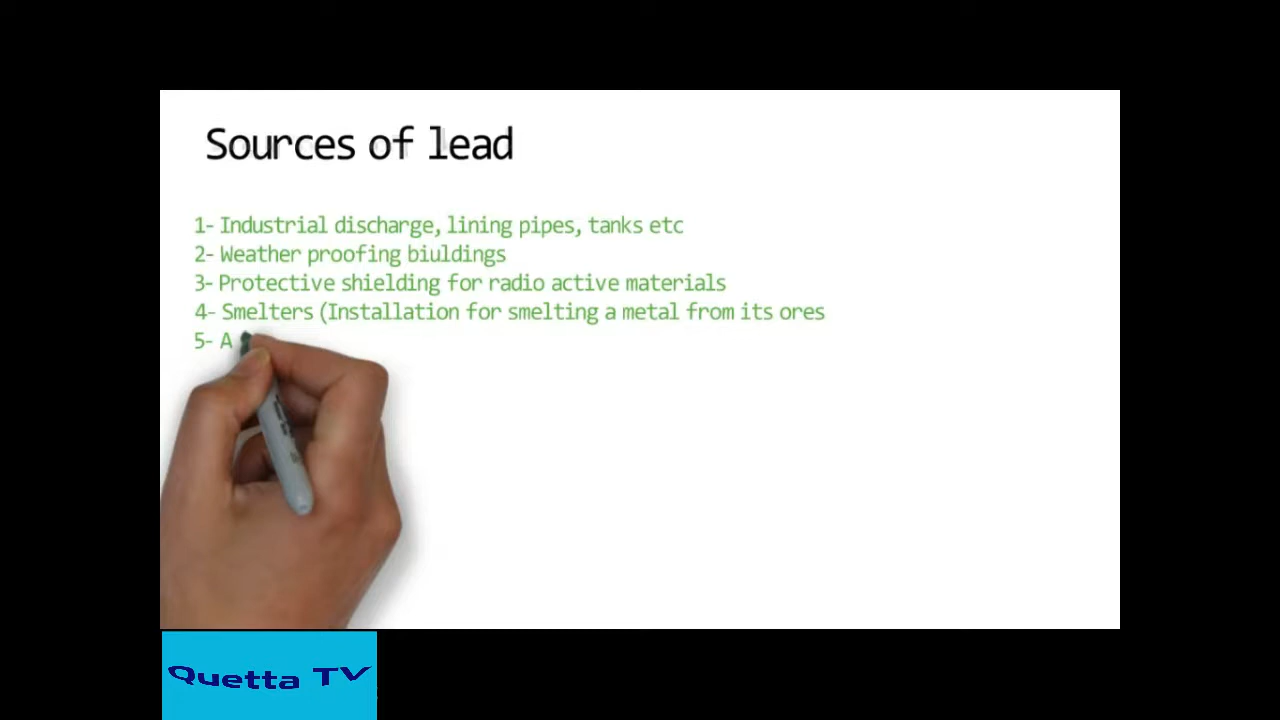 Sources of lead
1- Industrial discharge, lining pipes, tanks etc
2- Weather proofing biuldings
3- Protective shielding for radio active materials
4- Smelters (Installation for smelting a metal from its ores
5- A
Quetta TV